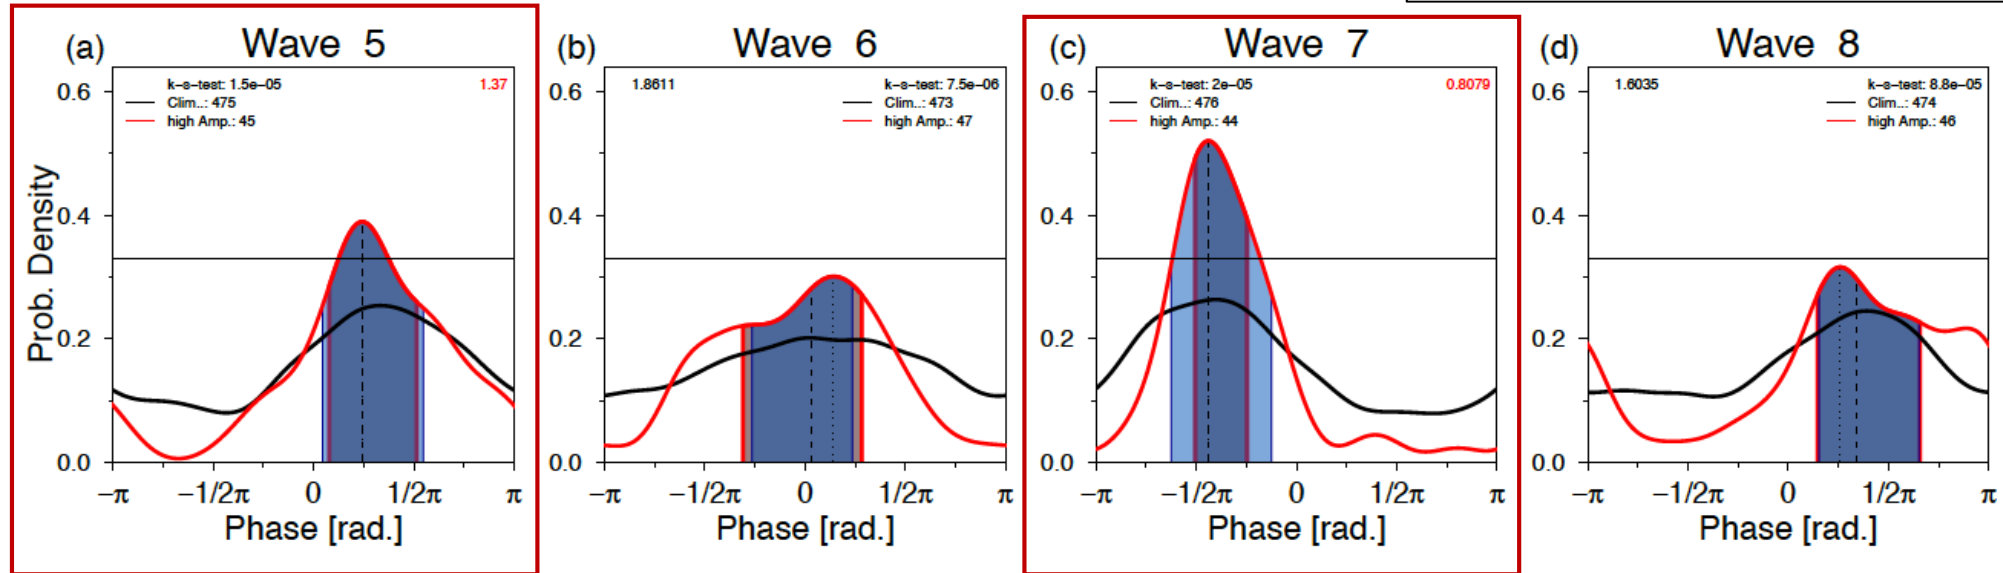 (a) Wave 5
k-s-test: 1.5e-05 1.37
Clim..: 475
high Amp.: 45
Prob. Density
0.6
0.4
0.2
0.0
−π −1/2π 0 1/2π π
Phase [rad.]
(b) Wave 6
1.8611 k-s-test: 7.5e-06
Clim..: 473
high Amp.: 47
0.6
0.4
0.2
0.0
−π −1/2π 0 1/2π π
Phase [rad.]
(c) Wave 7
k-s-test: 2e-05 0.8079
Clim..: 476
high Amp.: 44
0.6
0.4
0.2
0.0
−π −1/2π 0 1/2π π
Phase [rad.]
(d) Wave 8
1.6035 k-s-test: 8.8e-05
Clim..: 474
high Amp.: 46
0.6
0.4
0.2
0.0
−π −1/2π 0 1/2π π
Phase [rad.]